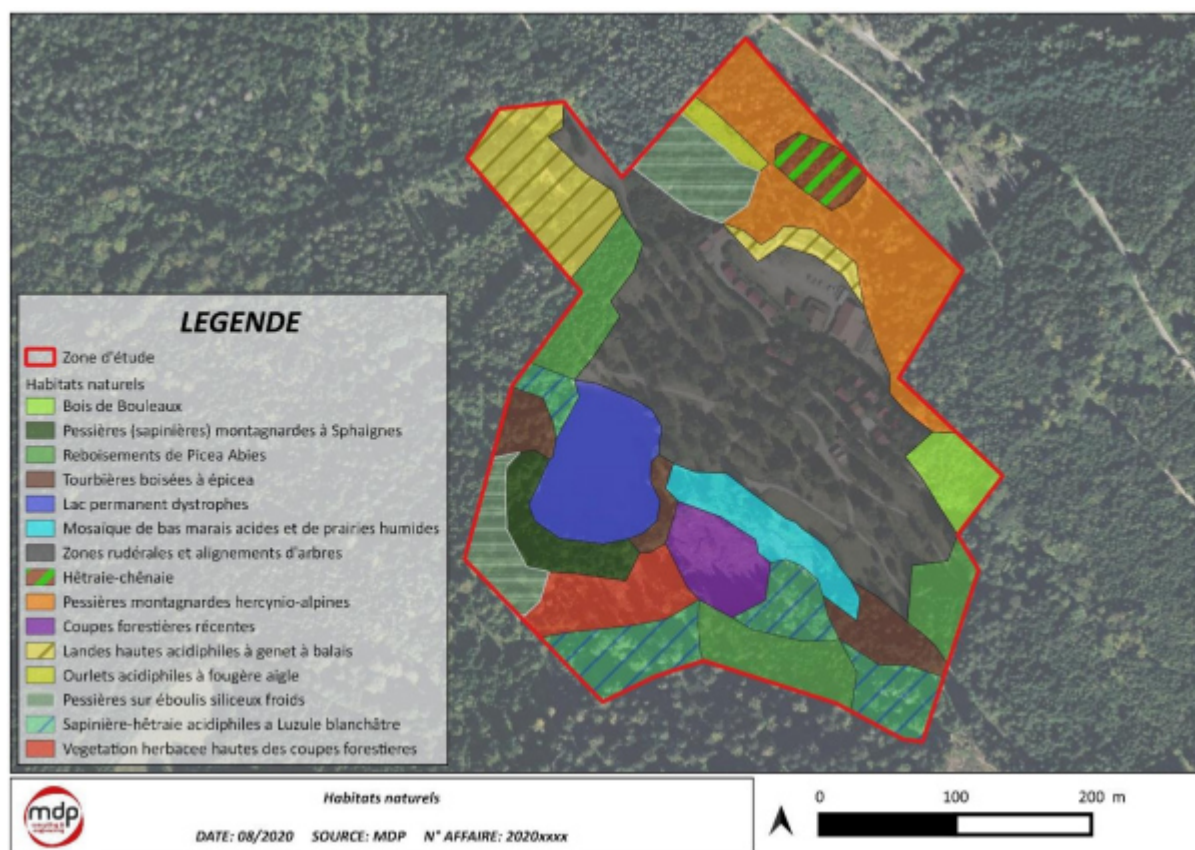 LEGENDE
Zone d'étude
Habitats naturels
Bois de Bouleaux
Pessières (sapinières) montagnardes à Sphaignes
Reboisements de Picea Abies
Tourbières boisées à épicea
Lac permanent dystrophes
Mosaïque de bas marais acides et de prairies humides
Zones rudérales et alignements d'arbres
Hêtraie-chênaie
Pessières montagnardes hercynio-alpines
Coupes forestières récentes
Landes hautes acidiphiles à genet à balais
Ourlets acidiphiles à fougère aigle
Pessières sur éboulis siliceux froids
Sapinière-hêtraie acidiphiles a Luzule blanchâtre
Vegetation herbacee hautes des coupes forestieres
mdp
Habitats naturels
DATE: 08/2020 SOURCE: MDP N° AFFAIRE: 2020xxxx
0 100 200 m